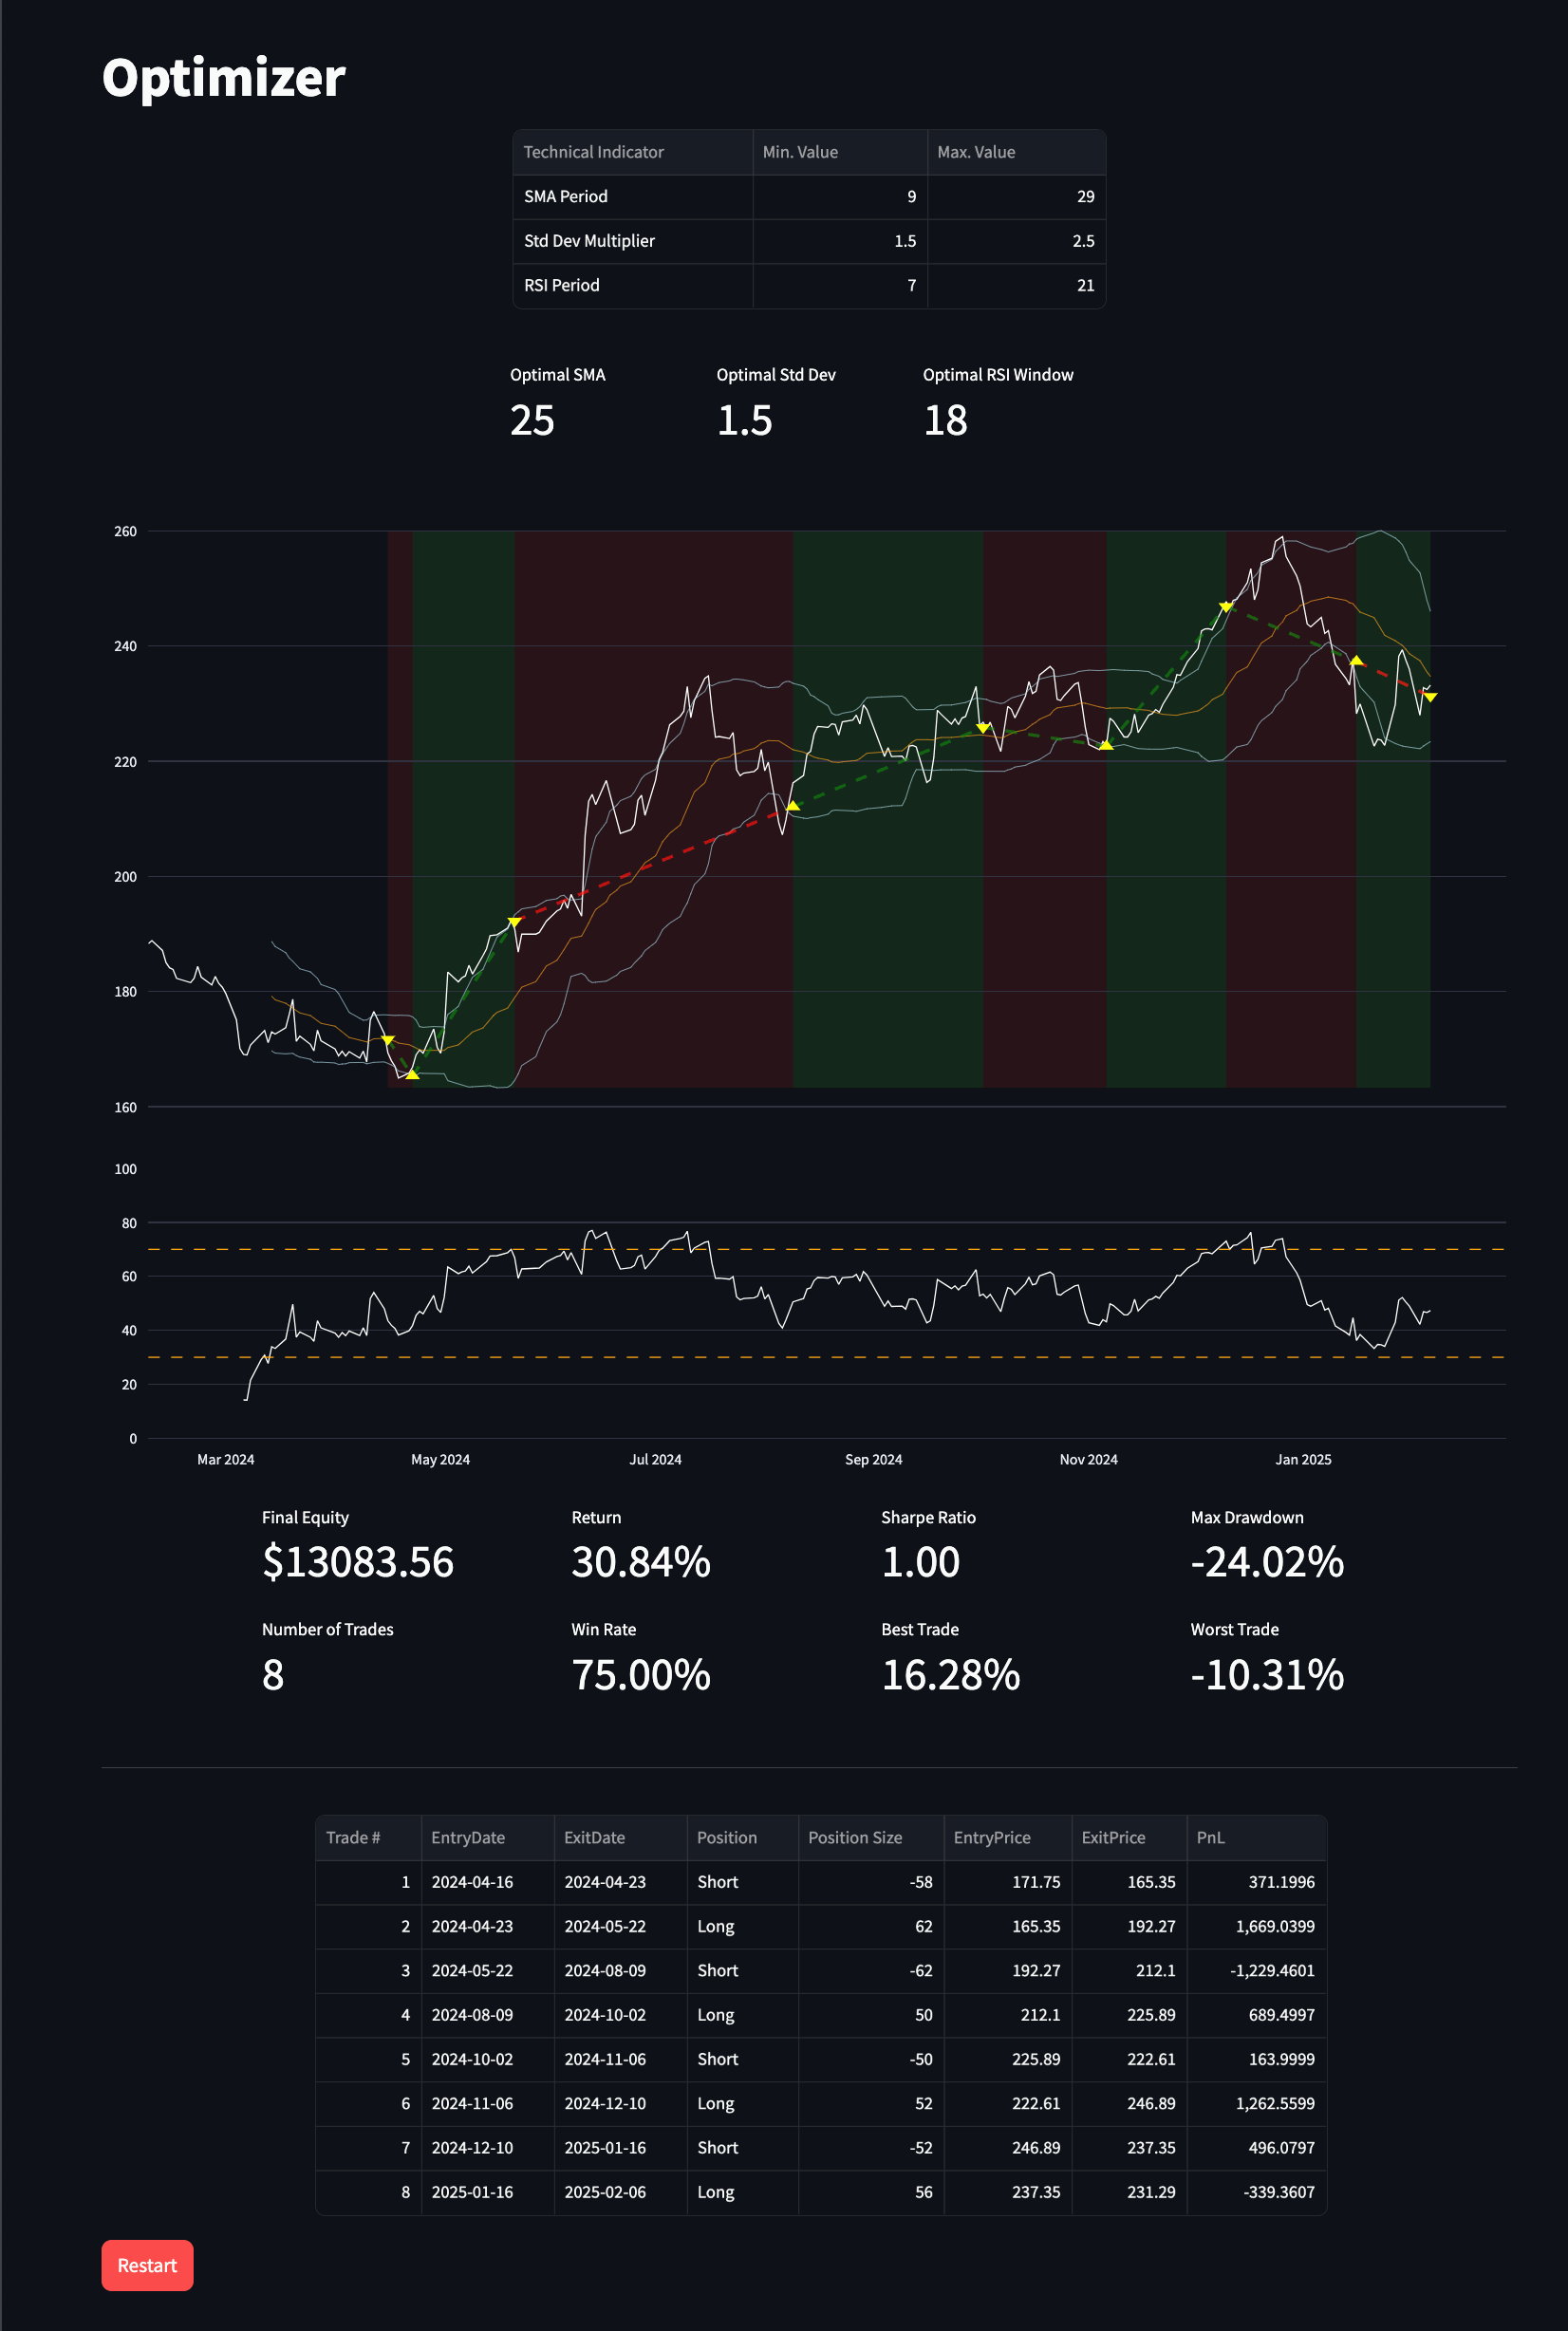 Optimizer
Technical Indicator Min. Value Max. Value
SMA Period 9 29
Std Dev Multiplier 1.5 2.5
RSI Period 7 21
Optimal SMA Optimal Std Dev Optimal RSI Window
25 1.5 18
260
240
220
200
180
160
100
80
60
40
20
0
Mar 2024 May 2024 Jul 2024 Sep 2024 Nov 2024 Jan 2025
Final Equity Return Sharpe Ratio Max Drawdown
$13083.56 30.84% 1.00 -24.02%
Number of Trades Win Rate Best Trade Worst Trade
8 75.00% 16.28% -10.31%
Trade # EntryDate ExitDate Position Position Size EntryPrice ExitPrice PnL
1 2024-04-16 2024-04-23 Short -58 171.75 165.35 371.1996
2 2024-04-23 2024-05-22 Long 62 165.35 192.27 1,669.0399
3 2024-05-22 2024-08-09 Short -62 192.27 212.1 -1,229.4601
4 2024-08-09 2024-10-02 Long 50 212.1 225.89 689.4997
5 2024-10-02 2024-11-06 Short -50 225.89 222.61 163.9999
6 2024-11-06 2024-12-10 Long 52 222.61 246.89 1,262.5599
7 2024-12-10 2025-01-16 Short -52 246.89 237.35 496.0797
8 2025-01-16 2025-02-06 Long 56 237.35 231.29 -339.3607
Restart